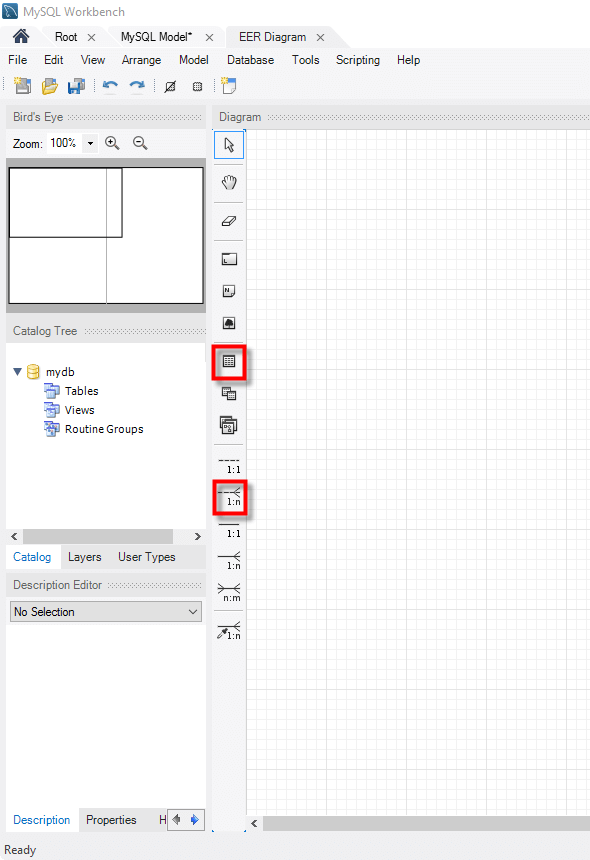 MySQL Workbench
Root
MySQL Model*
EER Diagram
File Edit View Arrange Model Database Tools Scripting Help
Bird's Eye
Diagram
Zoom: 100%
Catalog Tree
mydb
Tables
Views
Routine Groups
1:1
1:n
1:1
1:n
n:m
1:n
Catalog Layers User Types
Description Editor
No Selection
Description Properties H
Ready